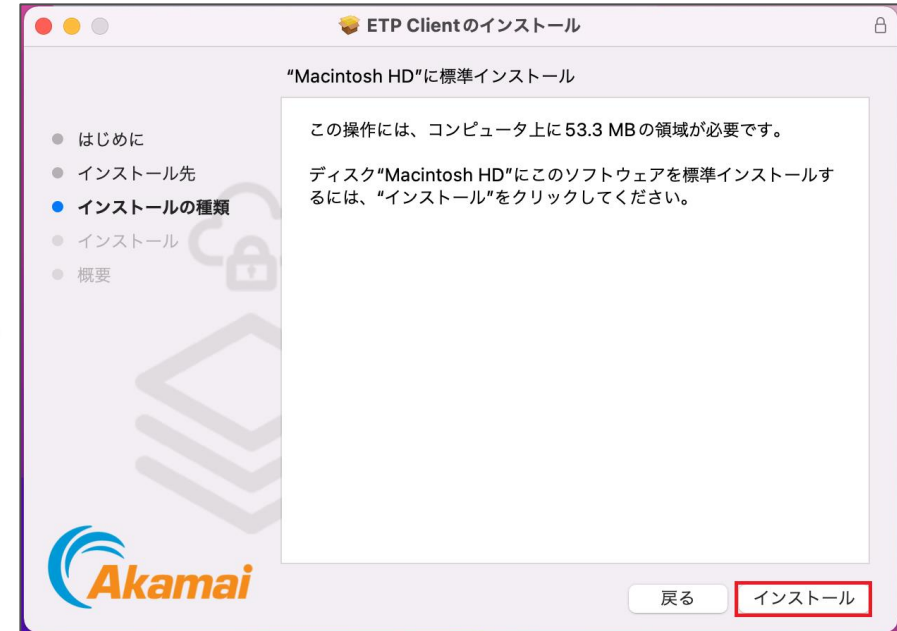 ETP Clientのインストール
“Macintosh HD”に標準インストール
はじめに
インストール先
インストールの種類
インストール
概要
この操作には、コンピュータ上に53.3 MBの領域が必要です。
ディスク“Macintosh HD”にこのソフトウェアを標準インストールす
るには、“インストール”をクリックしてください。
Akamai
戻る
インストール